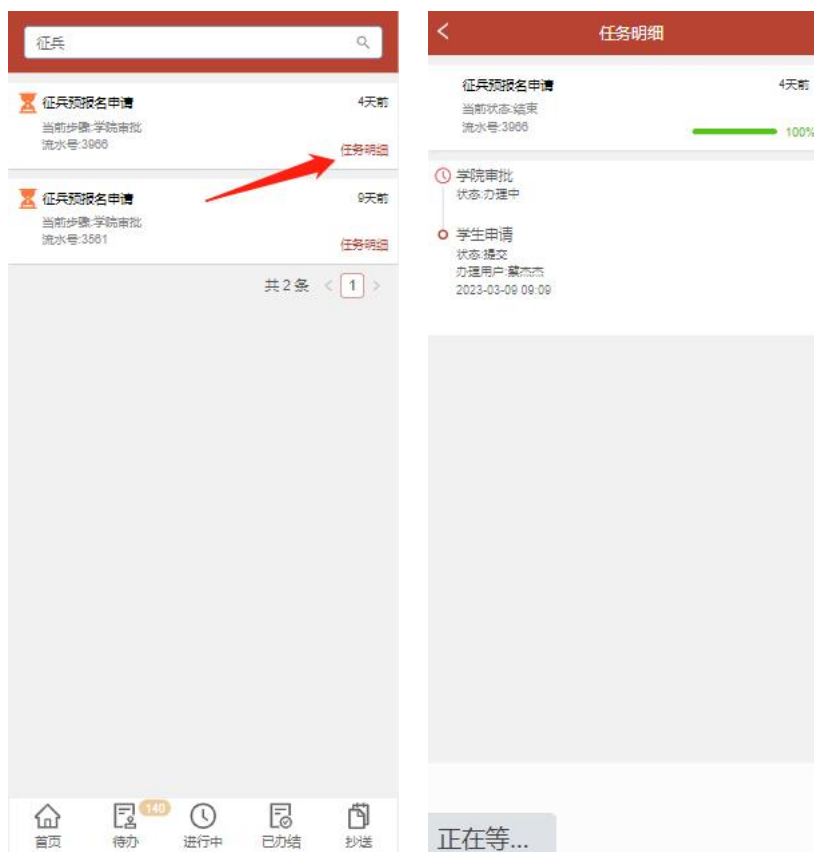 征兵
征兵预报名申请
4天前
当前步骤:学院审批
流水号:3966
任务明细
征兵预报名申请
9天前
当前步骤:学院审批
流水号:3561
任务明细
共2条 < 1 >
140
首页
待办
进行中
已办结
抄送
任务明细
征兵预报名申请
4天前
当前状态:结束
流水号:3966
100%
学院审批
状态:办理中
学生申请
状态:提交
办理用户:蔡杰杰
2023-03-09 09:09
正在等...